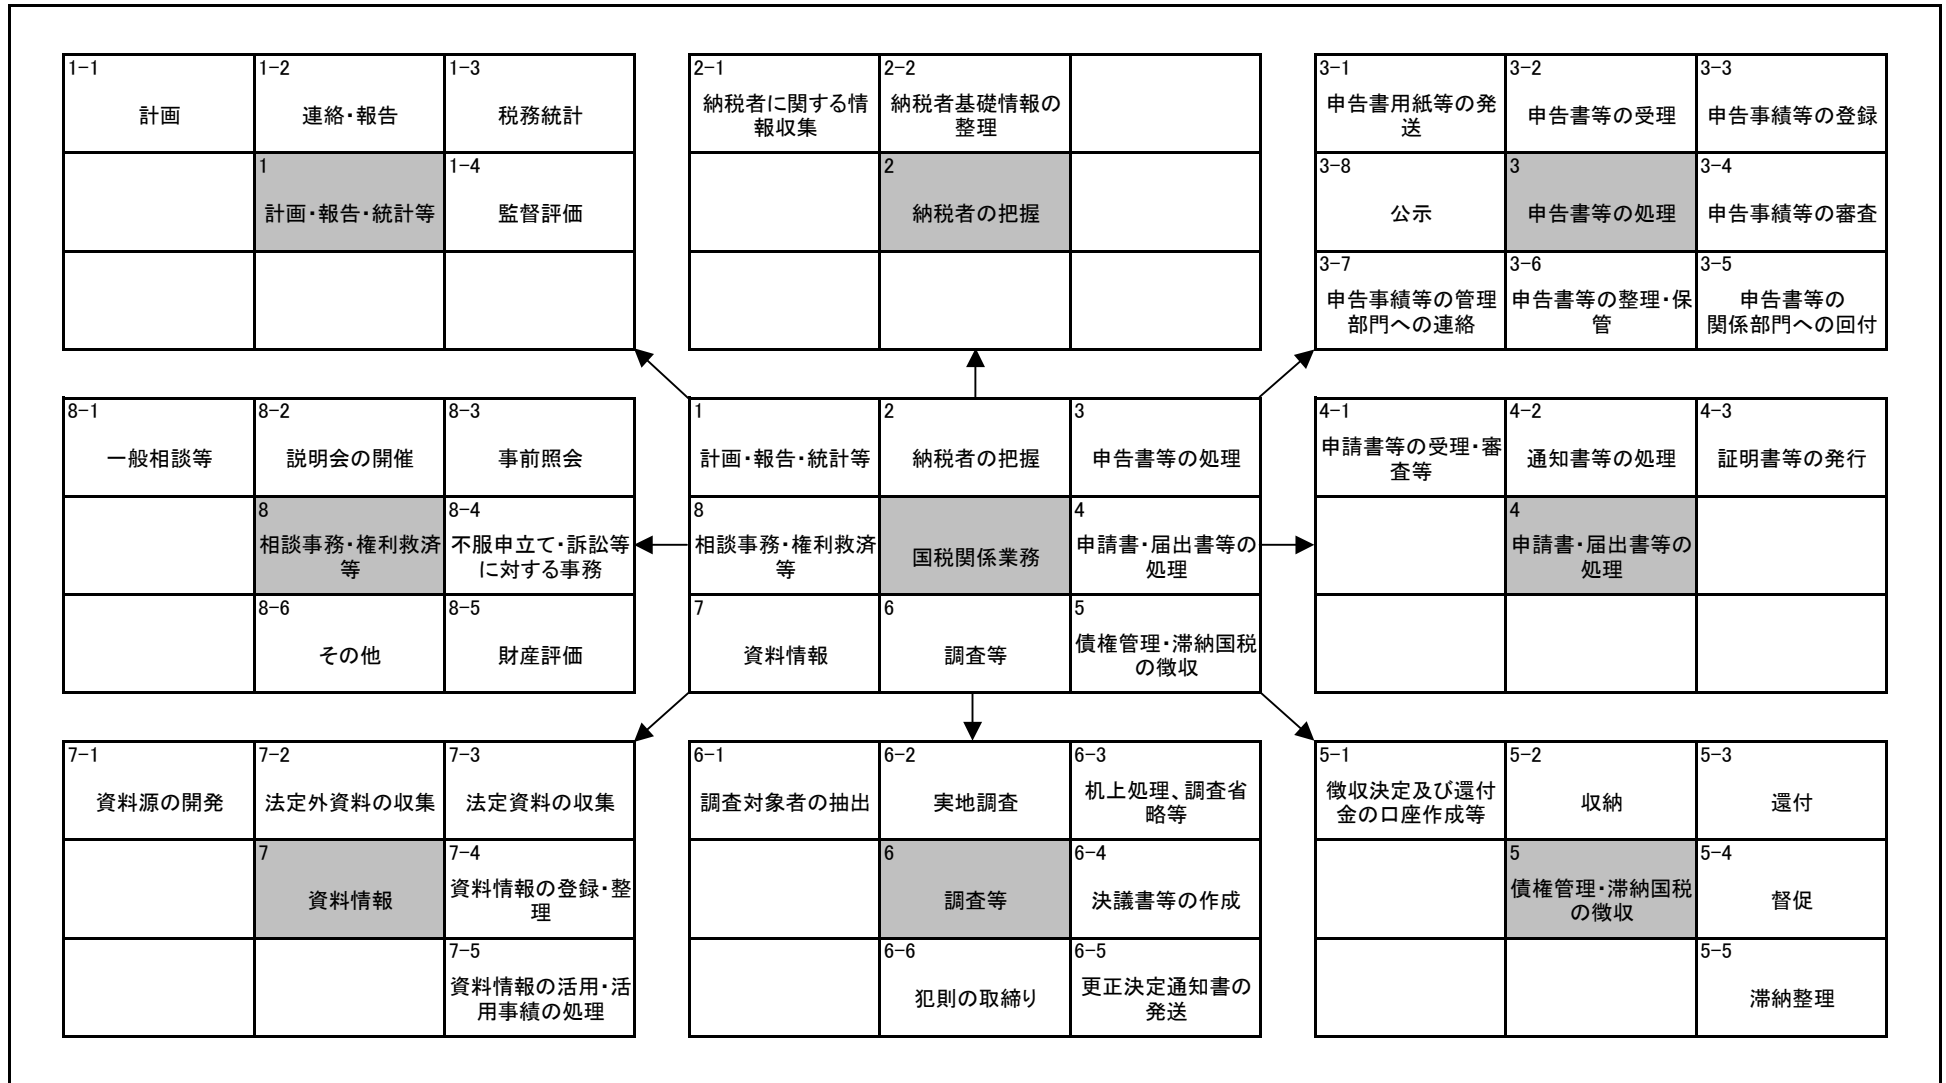 1-1
計画
1-2
連絡・報告
1-3
税務統計
1
計画・報告・統計等
1-4
監督評価
2-1
納税者に関する情
報収集
2-2
納税者基礎情報の
整理
2
納税者の把握
3-1
申告書用紙等の発
送
3-2
申告書等の受理
3-3
申告事績等の登録
3-8
公示
3
申告書等の処理
3-4
申告事績等の審査
3-7
申告事績等の管理
部門への連絡
3-6
申告書等の整理・保
管
3-5
申告書等の
関係部門への回付
8-1
一般相談等
8-2
説明会の開催
8-3
事前照会
8
相談事務・権利救済
等
8-4
不服申立て・訴訟等
に対する事務
8-6
その他
8-5
財産評価
1
計画・報告・統計等
2
納税者の把握
3
申告書等の処理
8
相談事務・権利救済
等
国税関係業務
4
申請書・届出書等の
処理
7
資料情報
6
調査等
5
債権管理・滞納国税
の徴収
4-1
申請書等の受理・審
査等
4-2
通知書等の処理
4-3
証明書等の発行
4
申請書・届出書等の
処理
7-1
資料源の開発
7-2
法定外資料の収集
7-3
法定資料の収集
7
資料情報
7-4
資料情報の登録・整
理
7-5
資料情報の活用・活
用事績の処理
6-1
調査対象者の抽出
6-2
実地調査
6-3
机上処理、調査省
略等
6
調査等
6-4
決議書等の作成
6-6
犯則の取締り
6-5
更正決定通知書の
発送
5-1
徴収決定及び還付
金の口座作成等
5-2
収納
5-3
還付
5
債権管理・滞納国税
の徴収
5-4
督促
5-5
滞納整理